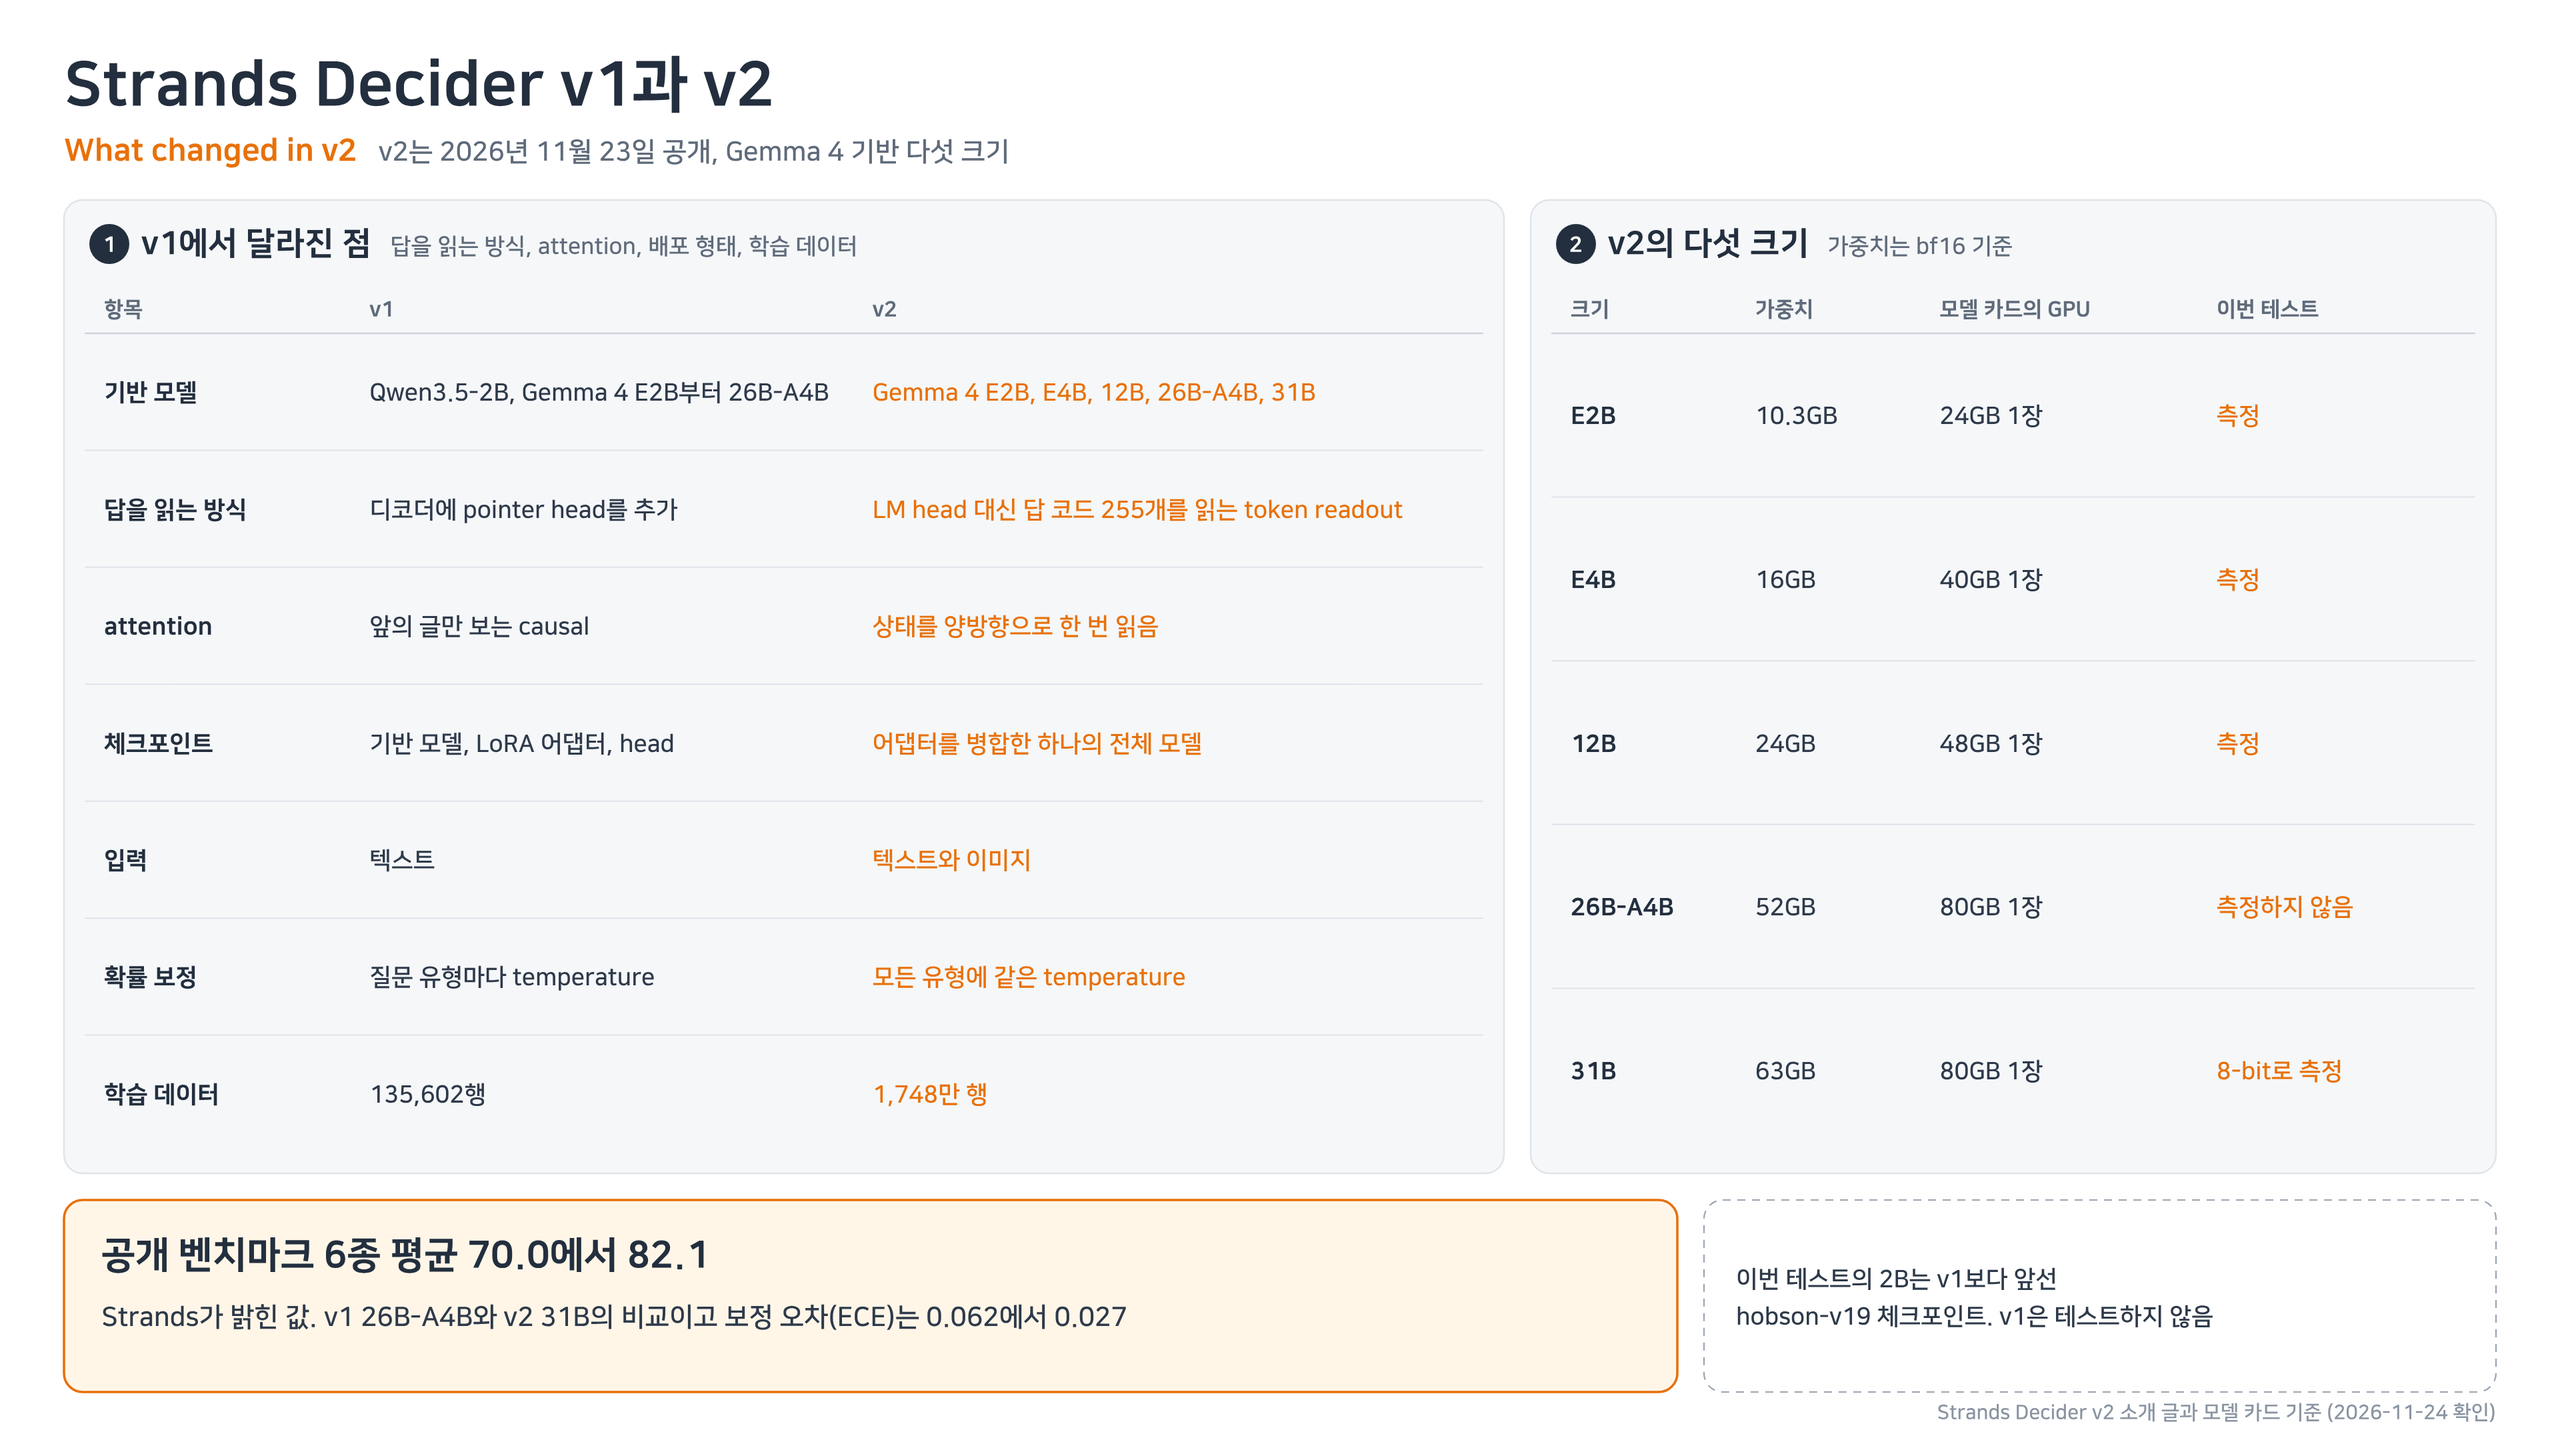 Strands Decider v1과 v2
What changed in v2 v2는 2026년 11월 23일 공개, Gemma 4 기반 다섯 크기
1 v1에서 달라진 점 답을 읽는 방식, attention, 배포 형태, 학습 데이터
항목 v1 v2
기반 모델 Qwen3.5-2B, Gemma 4 E2B부터 26B-A4B Gemma 4 E2B, E4B, 12B, 26B-A4B, 31B
답을 읽는 방식 디코더에 pointer head를 추가 LM head 대신 답 코드 255개를 읽는 token readout
attention 앞의 글만 보는 causal 상태를 양방향으로 한 번 읽음
체크포인트 기반 모델, LoRA 어댑터, head 어댑터를 병합한 하나의 전체 모델
입력 텍스트 텍스트와 이미지
확률 보정 질문 유형마다 temperature 모든 유형에 같은 temperature
학습 데이터 135,602행 1,748만 행
2 v2의 다섯 크기 가중치는 bf16 기준
크기 가중치 모델 카드의 GPU 이번 테스트
E2B 10.3GB 24GB 1장 측정
E4B 16GB 40GB 1장 측정
12B 24GB 48GB 1장 측정
26B-A4B 52GB 80GB 1장 측정하지 않음
31B 63GB 80GB 1장 8-bit로 측정
공개 벤치마크 6종 평균 70.0에서 82.1
Strands가 밝힌 값. v1 26B-A4B와 v2 31B의 비교이고 보정 오차(ECE)는 0.062에서 0.027
이번 테스트의 2B는 v1보다 앞선
hobson-v19 체크포인트. v1은 테스트하지 않음
Strands Decider v2 소개 글과 모델 카드 기준 (2026-11-24 확인)